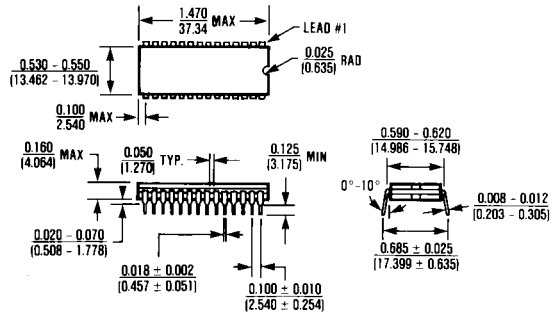 1.470
37.34 MAX
LEAD #1
0.530 – 0.550
(13.462 – 13.970)
0.025
(0.635) RAD
0.100
2.540 MAX
0.160
(4.064) MAX
0.050
(1.270) TYP.
0.125
(3.175) MIN
0.590 – 0.620
(14.986 – 15.748)
0°–10°
0.008 – 0.012
(0.203 – 0.305)
0.020 – 0.070
(0.508 – 1.778)
0.685 ± 0.025
(17.399 ± 0.635)
0.018 ± 0.002
(0.457 ± 0.051)
0.100 ± 0.010
(2.540 ± 0.254)